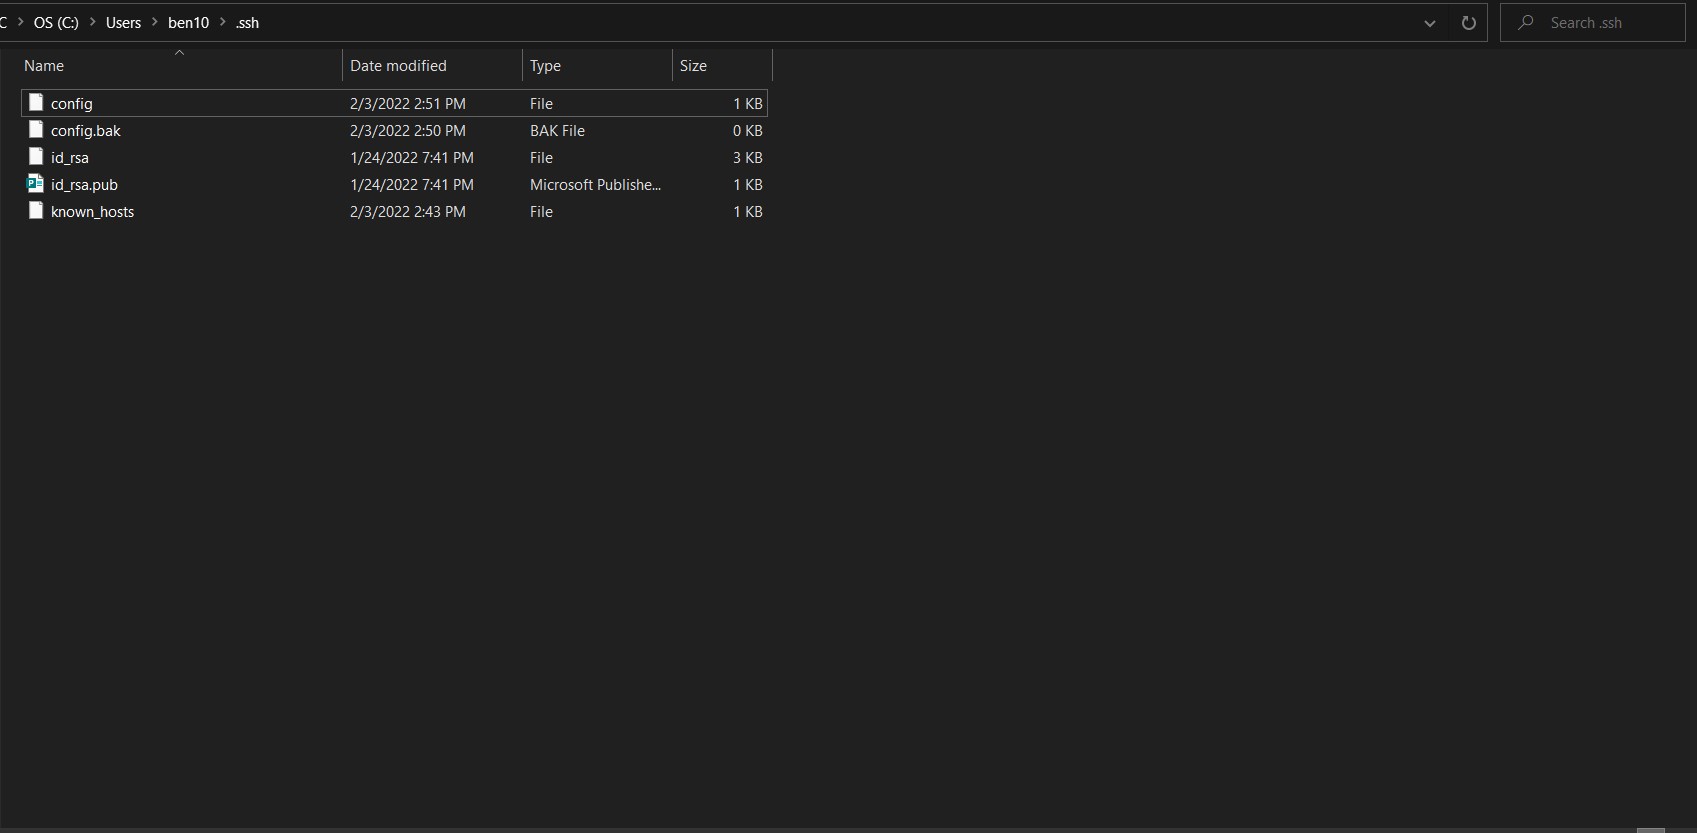 C > OS (C:) > Users > ben10 > .ssh Search .ssh
Name Date modified Type Size
config 2/3/2022 2:51 PM File 1 KB
config.bak 2/3/2022 2:50 PM BAK File 0 KB
id_rsa 1/24/2022 7:41 PM File 3 KB
id_rsa.pub 1/24/2022 7:41 PM Microsoft Publishe... 1 KB
known_hosts 2/3/2022 2:43 PM File 1 KB